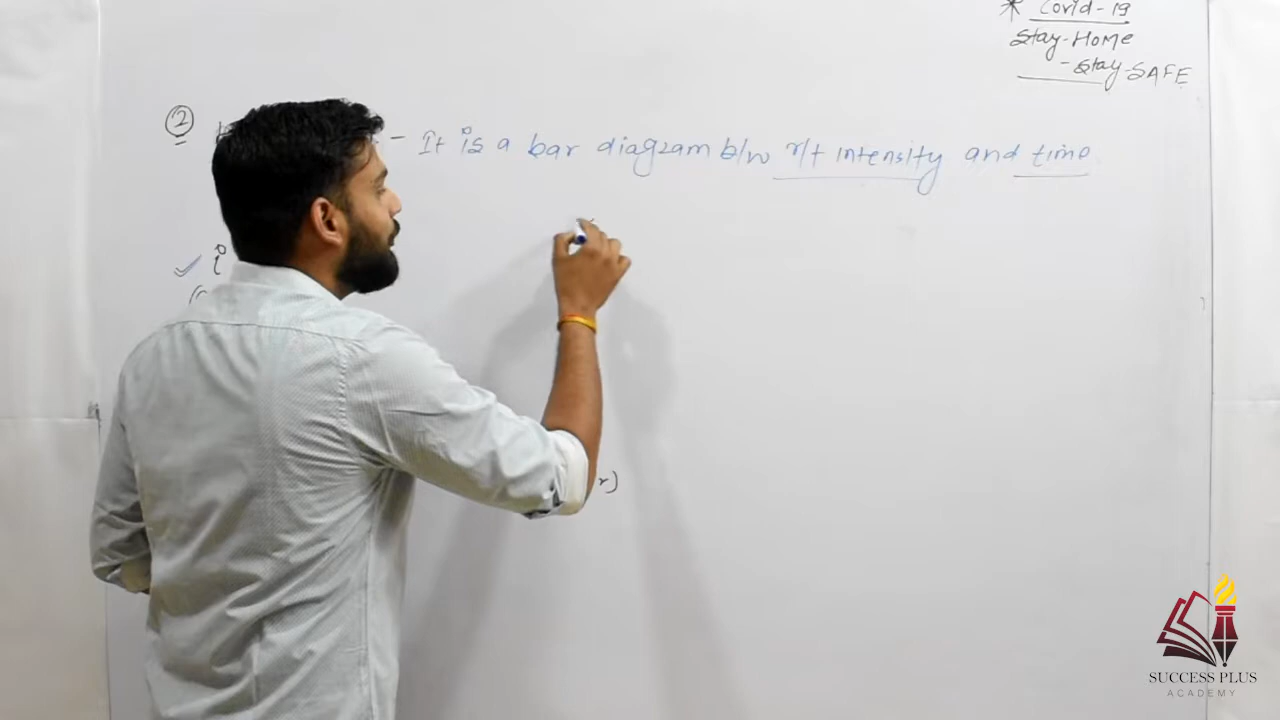 * Covid-19
Stay-Home
- Stay-SAFE
② - It is a bar diagram b/w r/f intensity and time
✓ i
r)
SUCCESS PLUS
ACADEMY